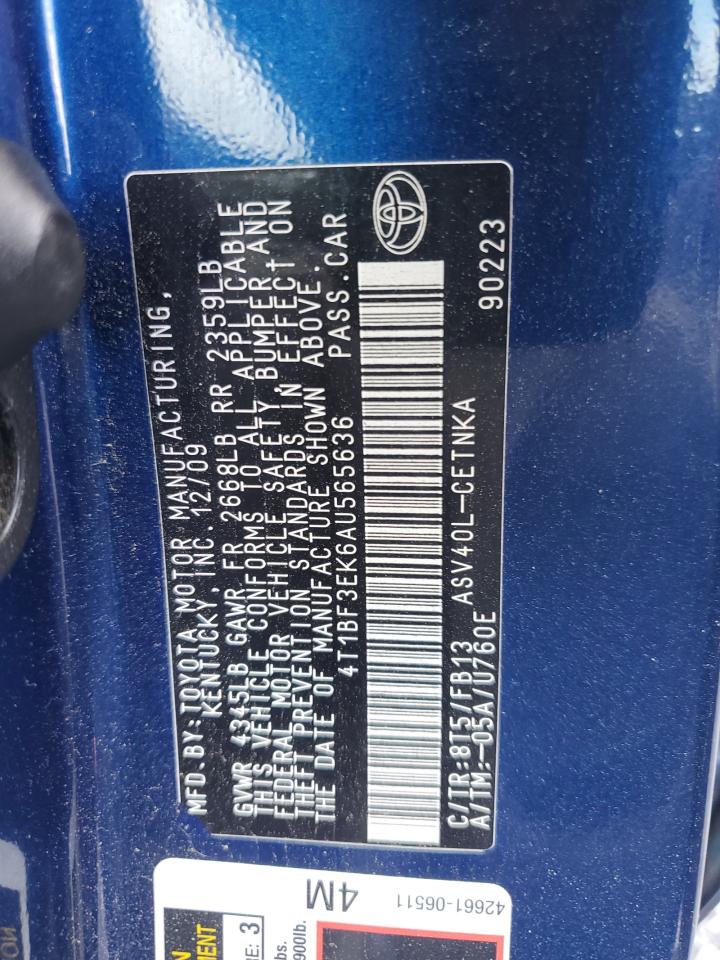 MFD.BY:TOYOTA MOTOR MANUFACTURING,
KENTUCKY, INC. 12/09
GVWR 4345LB GAWR FR 2668LB RR 2359LB
THIS VEHICLE CONFORMS TO ALL APPLICABLE
FEDERAL MOTOR VEHICLE SAFETY, BUMPER AND
THEFT PREVENTION STANDARDS IN EFFECT ON
THE DATE OF MANUFACTURE SHOWN ABOVE.
4T1BF3EK6AU565636 PASS.CAR
C/TR:8T5/FB13 ASV40L-CETNKA
A/TM:-05A/U760E
90223
4M
42661-06511
3
900lb.